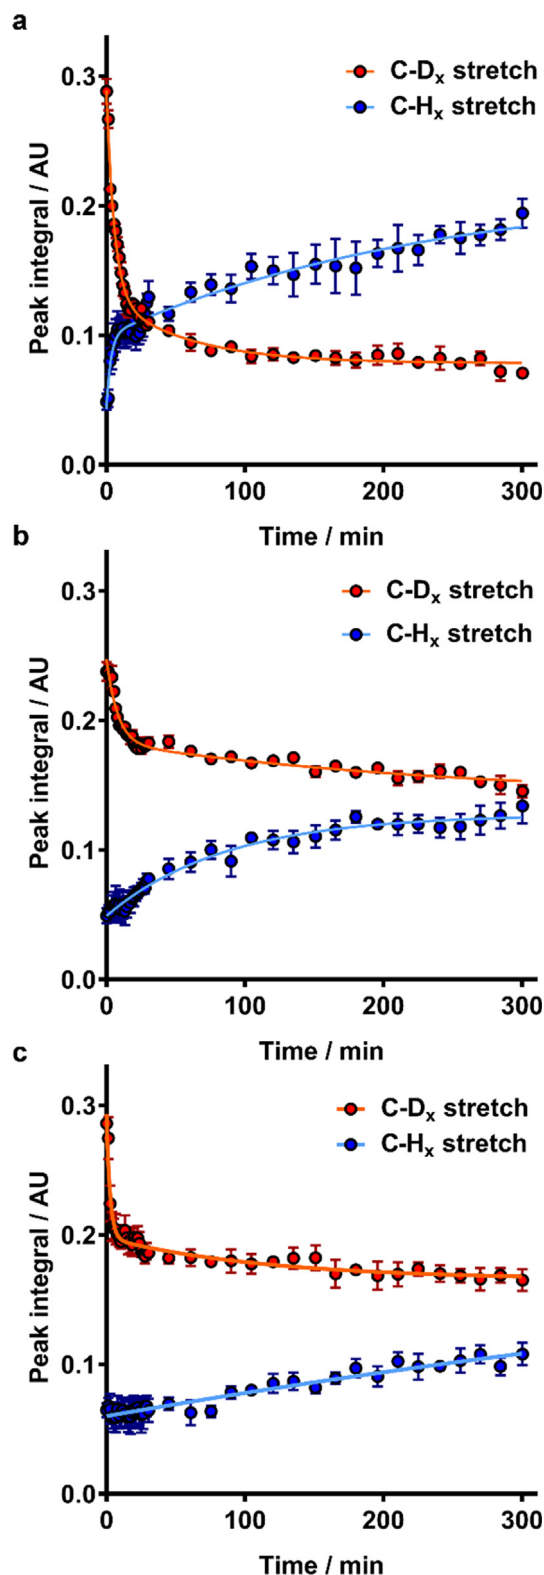 a
0.3
0.2
0.1
0.0
Peak integral / AU
C-Dₓ stretch
C-Hₓ stretch
0
100
200
300
Time / min
b
0.3
0.2
0.1
0.0
Peak integral / AU
C-Dₓ stretch
C-Hₓ stretch
0
100
200
300
Time / min
c
0.3
0.2
0.1
0.0
Peak integral / AU
C-Dₓ stretch
C-Hₓ stretch
0
100
200
300
Time / min